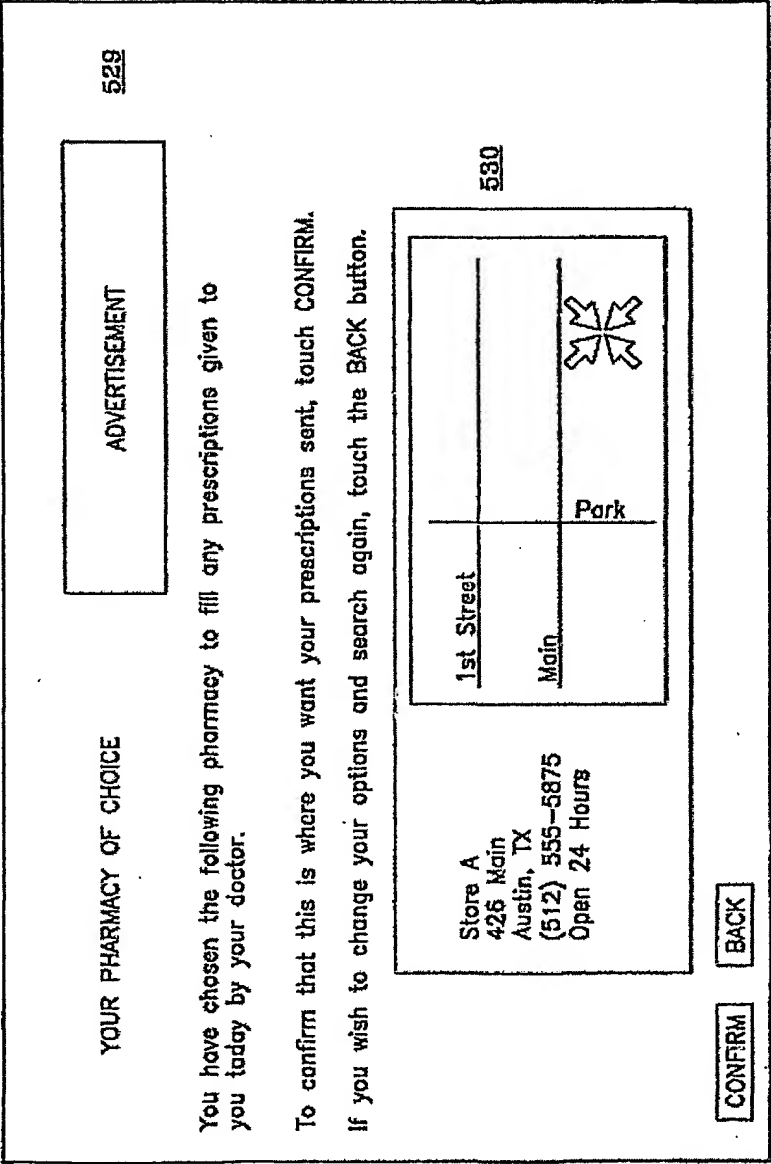 529
YOUR PHARMACY OF CHOICE
ADVERTISEMENT
You have chosen the following pharmacy to fill any prescriptions given to
you today by your doctor.
To confirm that this is where you want your prescriptions sent, touch CONFIRM.
If you wish to change your options and search again, touch the BACK button.
530
Store A
426 Main
Austin, TX
(512) 555-5875
Open 24 Hours
1st Street
Main
Park
CONFIRM
BACK